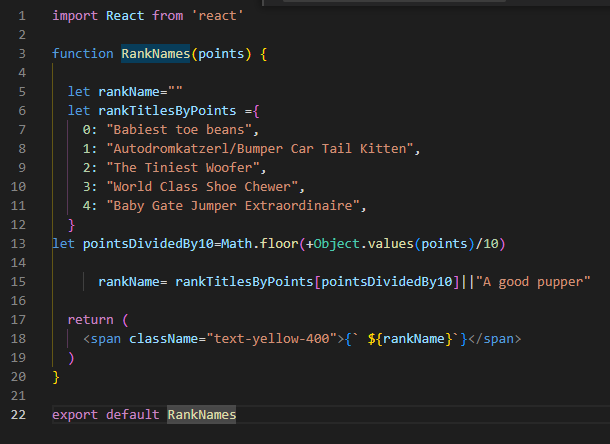 1 import React from 'react'
2
3 function RankNames(points) {
4
5 let rankName=""
6 let rankTitlesByPoints ={
7 0: "Babiest toe beans",
8 1: "Autodromkatzerl/Bumper Car Tail Kitten",
9 2: "The Tiniest Woofer",
10 3: "World Class Shoe Chewer",
11 4: "Baby Gate Jumper Extraordinaire",
12 }
13 let pointsDividedBy10=Math.floor(+Object.values(points)/10)
14
15 rankName= rankTitlesByPoints[pointsDividedBy10]||"A good pupper"
16
17 return (
18 <span className="text-yellow-400">{` ${rankName}`}</span>
19 )
20 }
21
22 export default RankNames